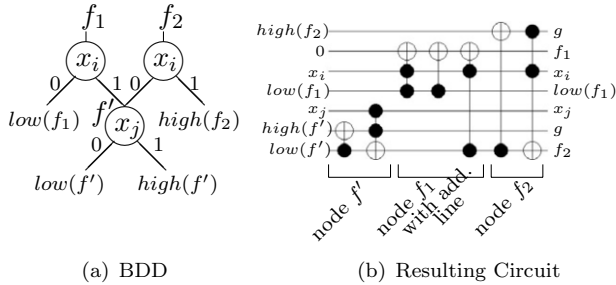 f₁ f₂
xᵢ xᵢ
0 1 0 1
low(f₁) f' high(f₂)
xⱼ
0 1
low(f') high(f')
(a) BDD
high(f₂) g
0 f₁
xᵢ xᵢ
low(f₁) low(f₁)
xⱼ xⱼ
high(f') g
low(f') f₂
node f'
node f₁
with add.
line
node f₂
(b) Resulting Circuit